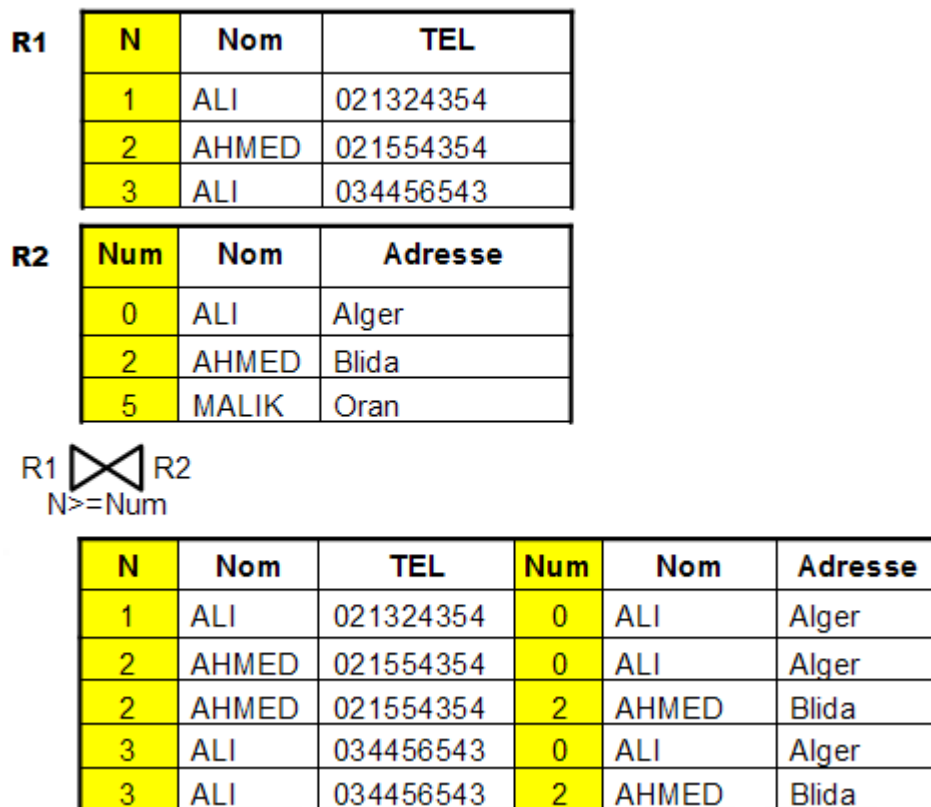 R1 N Nom TEL
1 ALI 021324354
2 AHMED 021554354
3 ALI 034456543
R2 Num Nom Adresse
0 ALI Alger
2 AHMED Blida
5 MALIK Oran
R1 R2
N>=Num
N Nom TEL Num Nom Adresse
1 ALI 021324354 0 ALI Alger
2 AHMED 021554354 0 ALI Alger
2 AHMED 021554354 2 AHMED Blida
3 ALI 034456543 0 ALI Alger
3 ALI 034456543 2 AHMED Blida